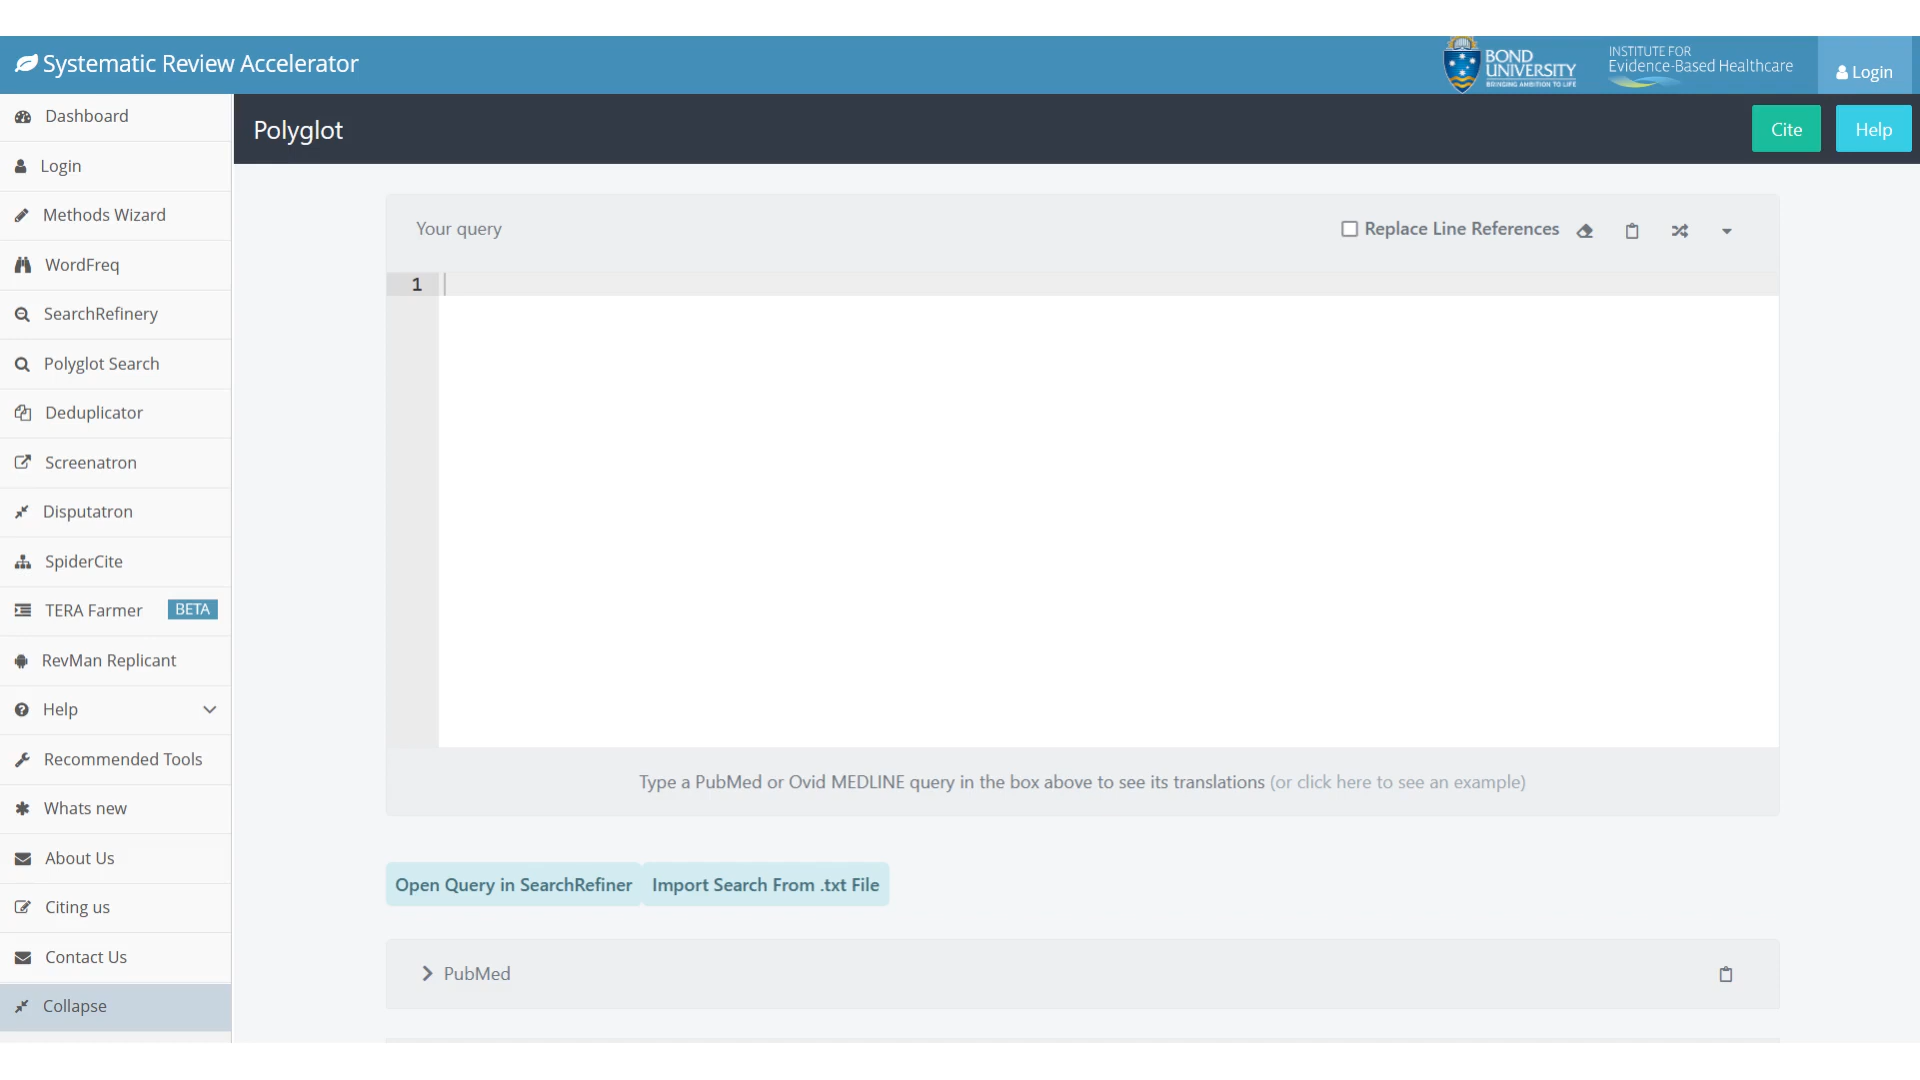 Systematic Review Accelerator
BOND
UNIVERSITY
BRINGING AMBITION TO LIFE
INSTITUTE FOR
Evidence-Based Healthcare
Login
Dashboard
Login
Methods Wizard
WordFreq
SearchRefinery
Polyglot Search
Deduplicator
Screenatron
Disputatron
SpiderCite
TERA Farmer BETA
RevMan Replicant
Help
Recommended Tools
Whats new
About Us
Citing us
Contact Us
Collapse
Polyglot
Cite
Help
Your query
Replace Line References
1
Type a PubMed or Ovid MEDLINE query in the box above to see its translations (or click here to see an example)
Open Query in SearchRefiner
Import Search From .txt File
PubMed